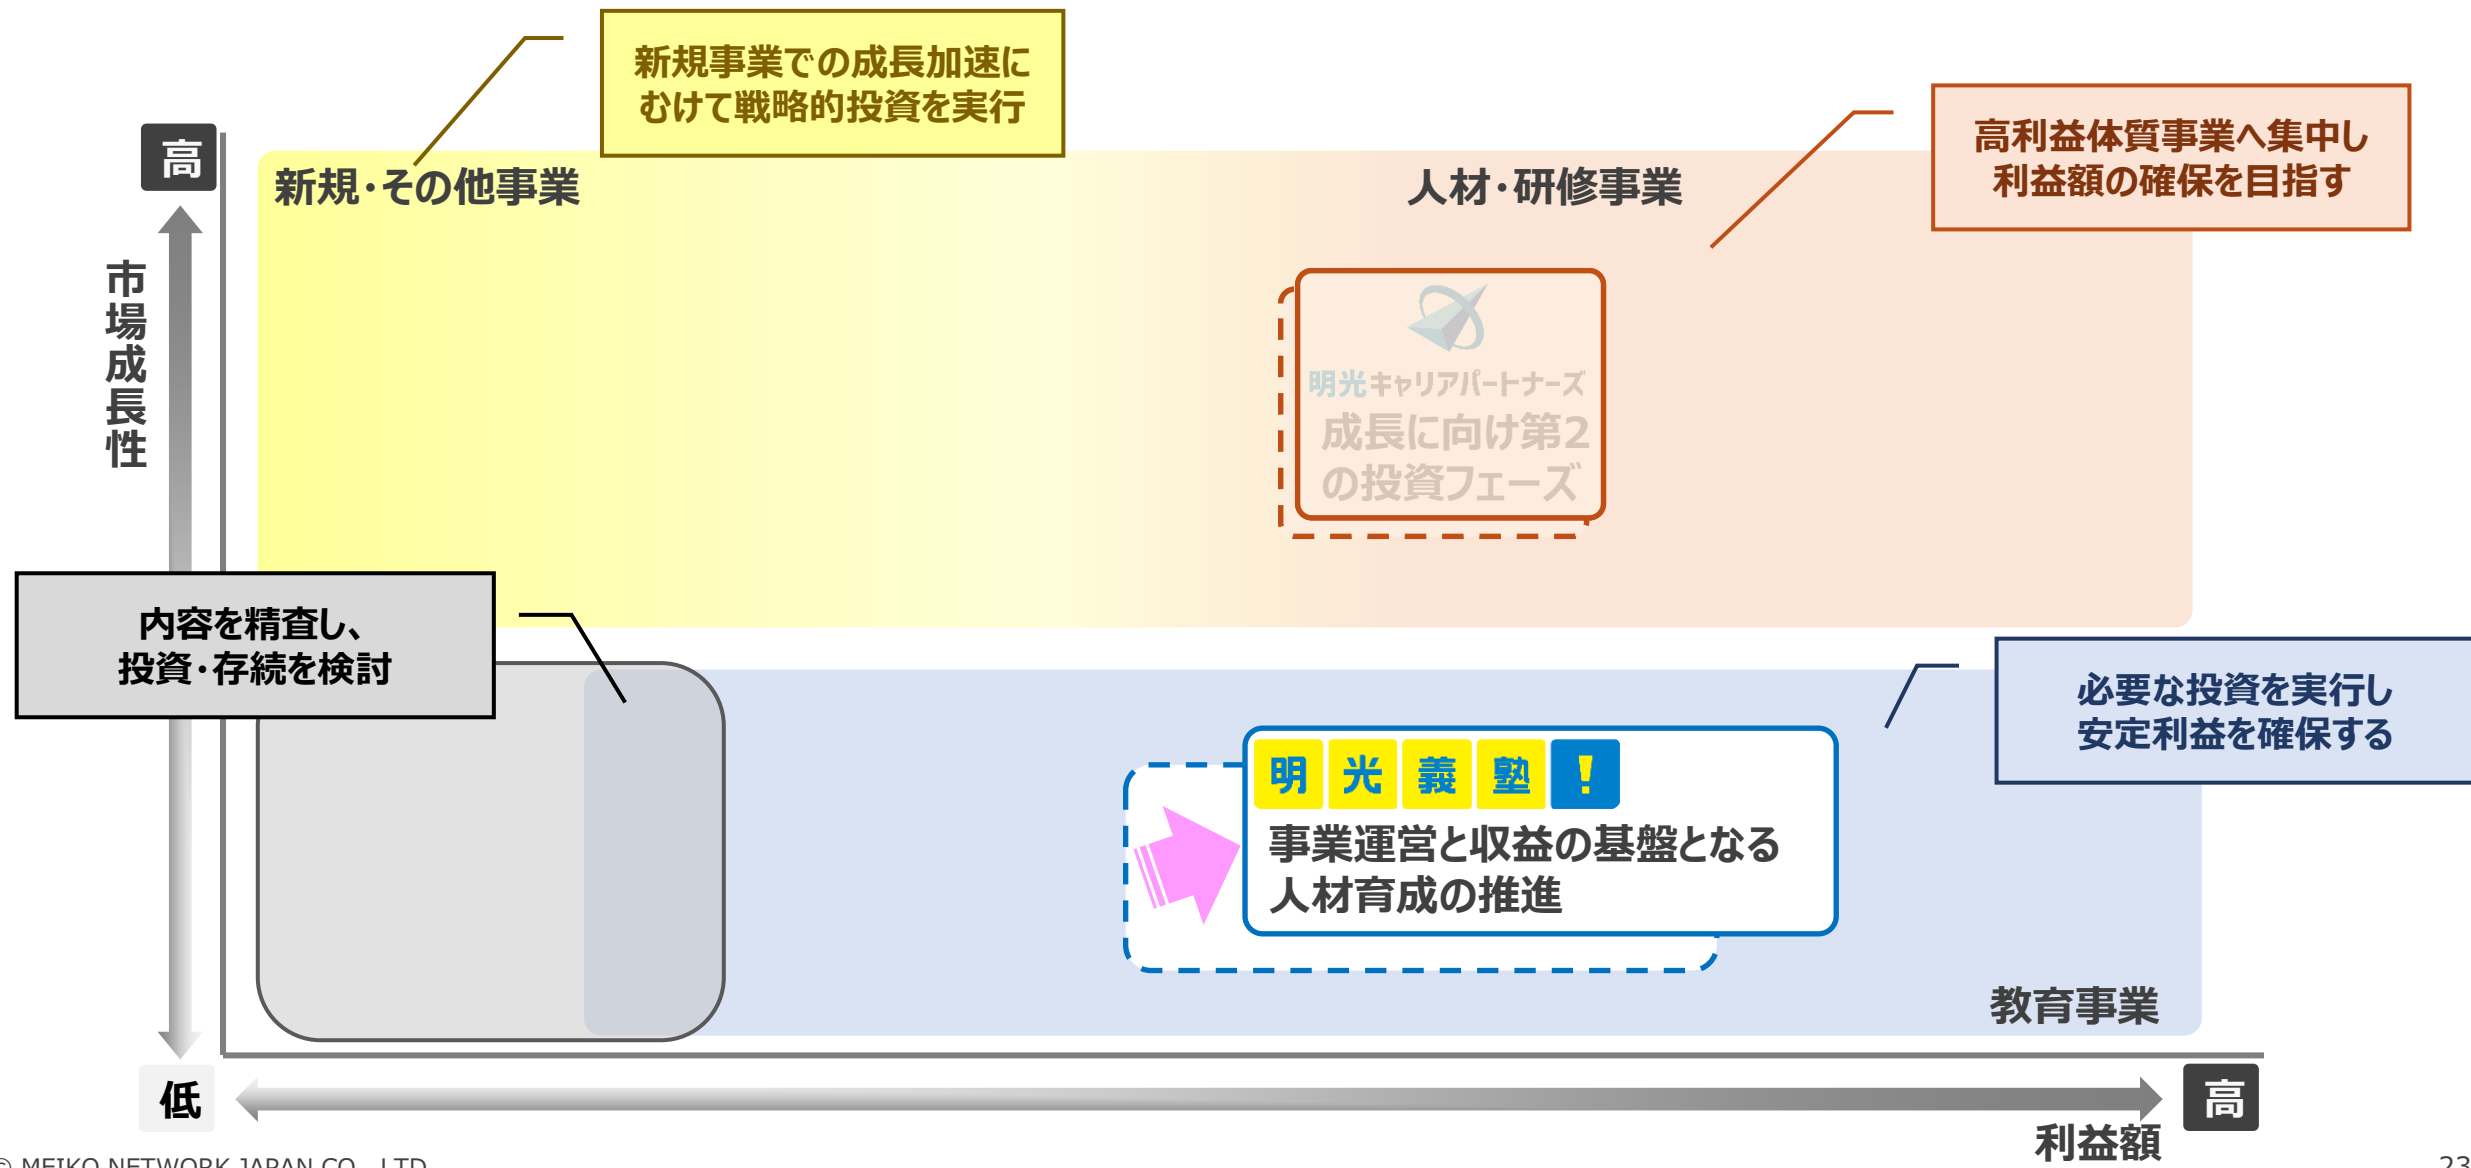 新規事業での成長加速に
むけて戦略的投資を実行
高利益体質事業へ集中し
利益額の確保を目指す
高
新規・その他事業
人材・研修事業
市場成長性
明光キャリアパートナーズ
成長に向け第2
の投資フェーズ
内容を精査し、
投資・存続を検討
必要な投資を実行し
安定利益を確保する
明光義塾!
事業運営と収益の基盤となる
人材育成の推進
教育事業
低
高
利益額
© MEIKO NETWORK JAPAN CO., LTD.
23